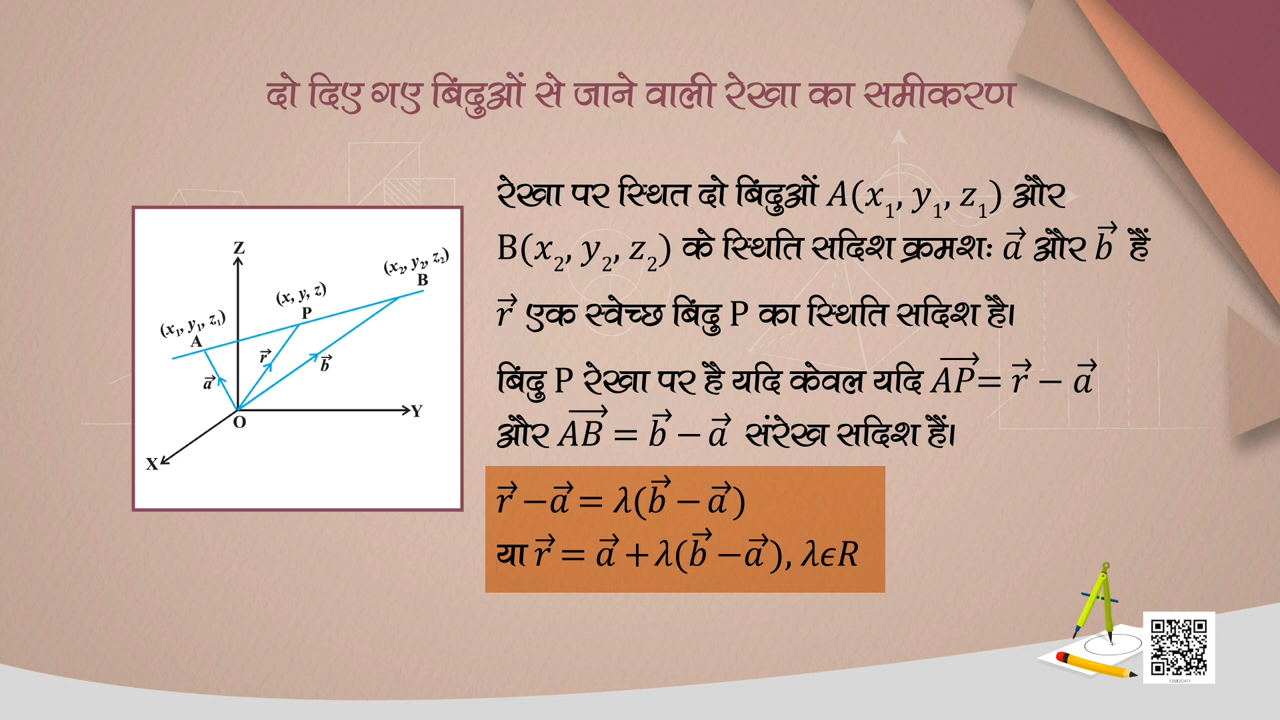 दो दिए गए बिंदुओं से जाने वाली रेखा का समीकरण
रेखा पर स्थित दो बिंदुओं A(x₁, y₁, z₁) और
B(x₂, y₂, z₂) के स्थिति सदिश क्रमशः a⃗ और b⃗ हैं
r⃗ एक स्वेच्छ बिंदु P का स्थिति सदिश है।
बिंदु P रेखा पर है यदि केवल यदि AP⃗ = r⃗ − a⃗
और AB⃗ = b⃗ − a⃗ संरेख सदिश हैं।
r⃗ − a⃗ = λ(b⃗ − a⃗)
या r⃗ = a⃗ + λ(b⃗ − a⃗), λϵR
Z
(x₂, y₂, z₂)
B
(x, y, z)
P
(x₁, y₁, z₁)
A
r⃗
b⃗
a⃗
Y
O
X